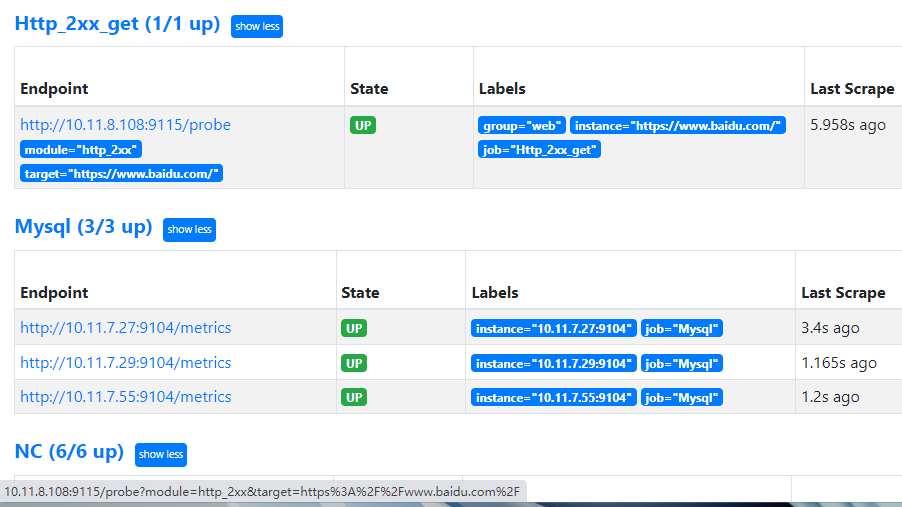 Http_2xx_get (1/1 up) show less
Endpoint State Labels Last Scrape
http://10.11.8.108:9115/probe UP group="web" instance="https://www.baidu.com/" 5.958s ago
module="http_2xx" job="Http_2xx_get"
target="https://www.baidu.com/"
Mysql (3/3 up) show less
Endpoint State Labels Last Scrape
http://10.11.7.27:9104/metrics UP instance="10.11.7.27:9104" job="Mysql" 3.4s ago
http://10.11.7.29:9104/metrics UP instance="10.11.7.29:9104" job="Mysql" 1.165s ago
http://10.11.7.55:9104/metrics UP instance="10.11.7.55:9104" job="Mysql" 1.2s ago
NC (6/6 up) show less
10.11.8.108:9115/probe?module=http_2xx&target=https%3A%2F%2Fwww.baidu.com%2F